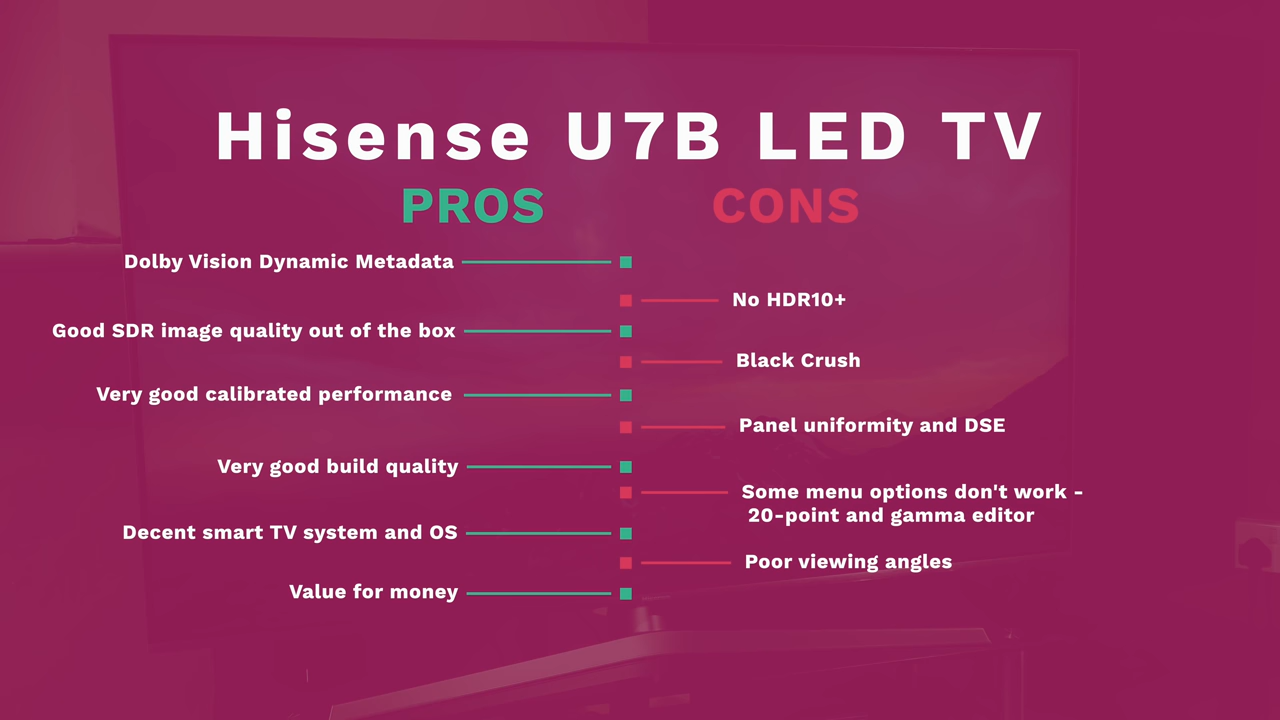 Hisense U7B LED TV
PROS
CONS
Dolby Vision Dynamic Metadata
No HDR10+
Good SDR image quality out of the box
Black Crush
Very good calibrated performance
Panel uniformity and DSE
Very good build quality
Some menu options don't work -
20-point and gamma editor
Decent smart TV system and OS
Poor viewing angles
Value for money